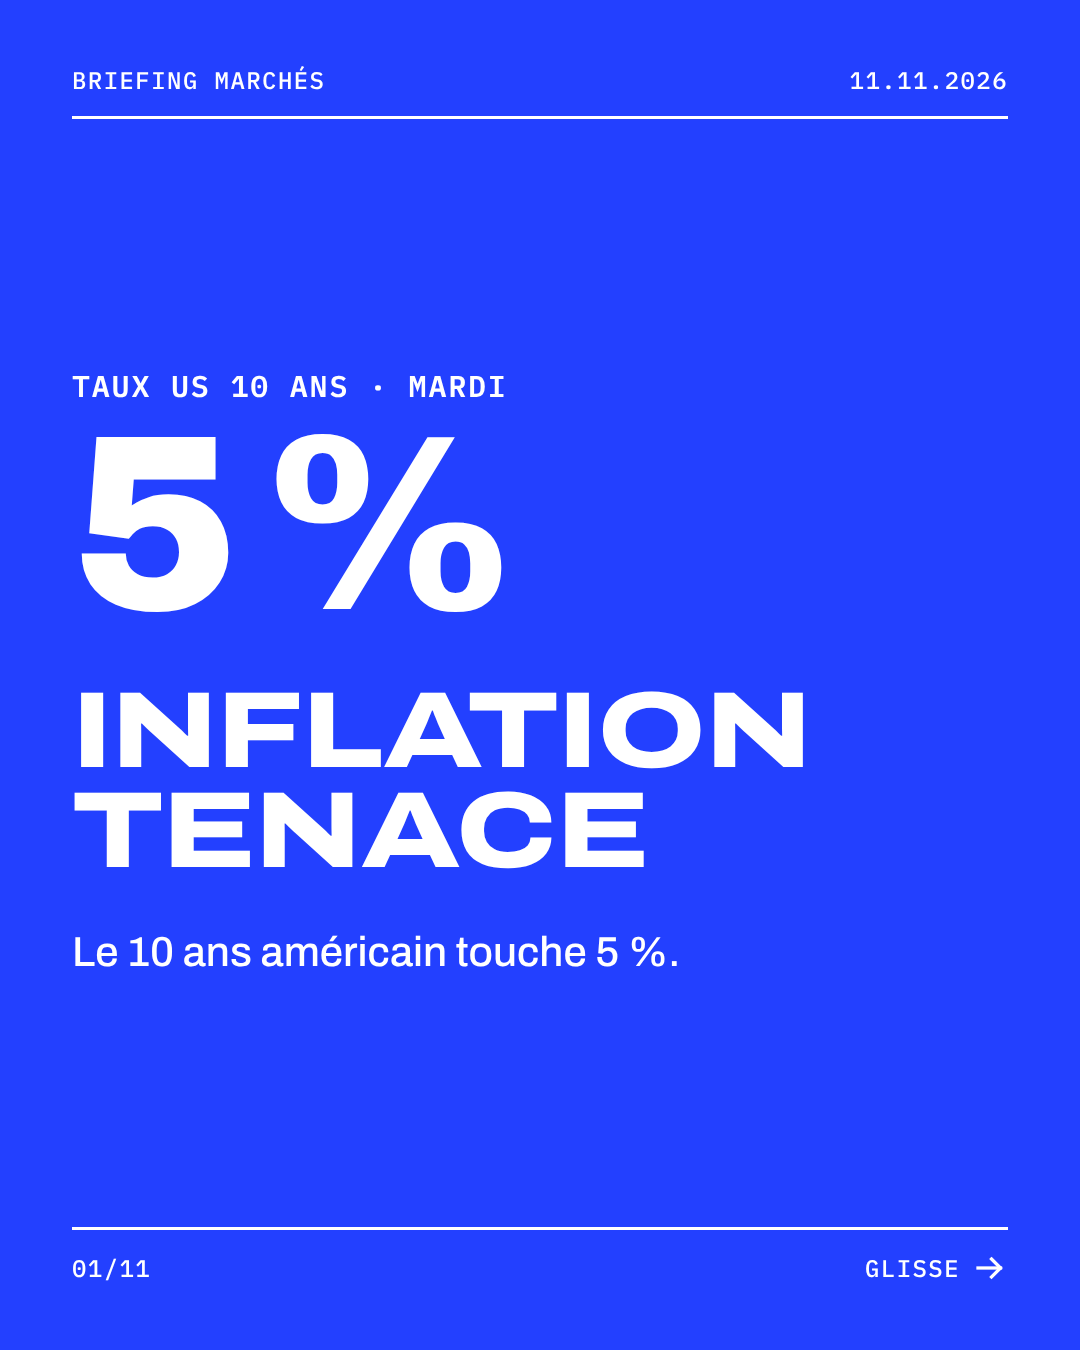 BRIEFING MARCHÉS
11.11.2026
TAUX US 10 ANS · MARDI
5 %
INFLATION
TENACE
Le 10 ans américain touche 5 %.
01/11
GLISSE →